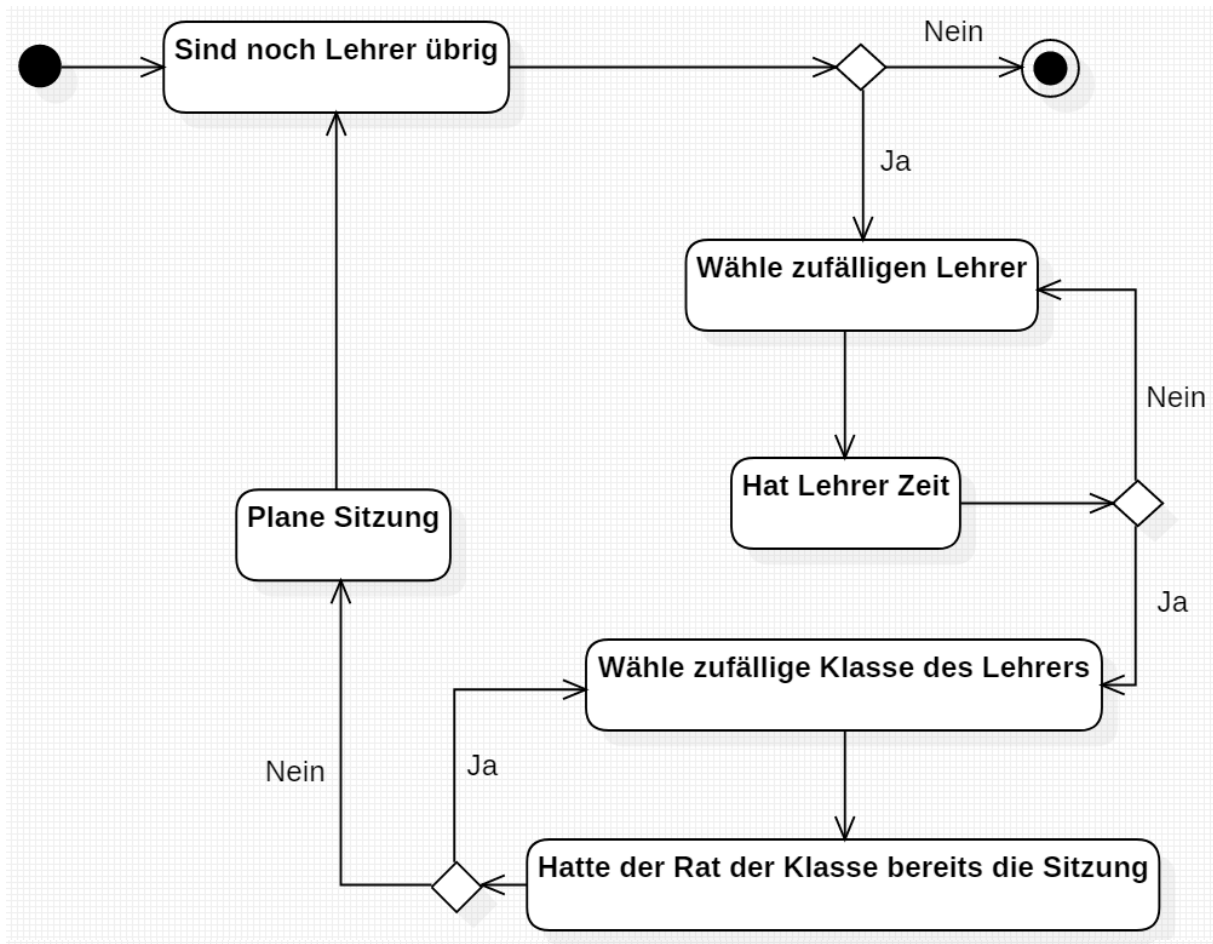 Sind noch Lehrer übrig
Nein
Ja
Wähle zufälligen Lehrer
Nein
Hat Lehrer Zeit
Plane Sitzung
Ja
Wähle zufällige Klasse des Lehrers
Nein
Ja
Hatte der Rat der Klasse bereits die Sitzung